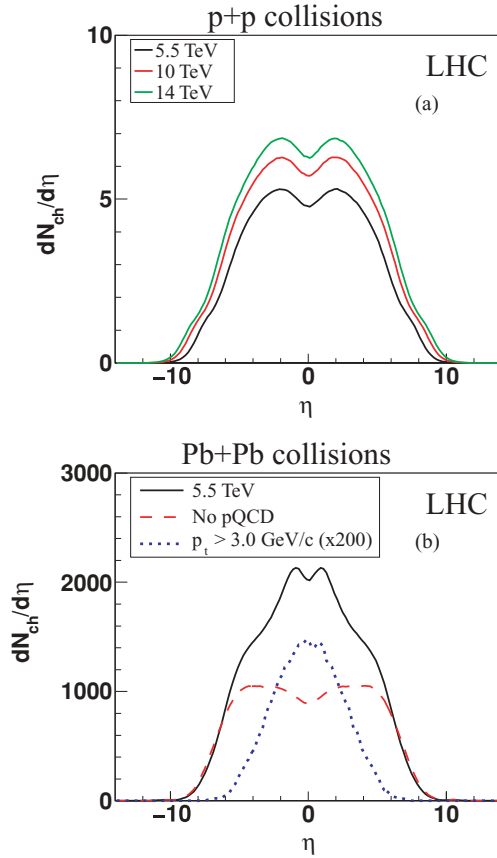 p+p collisions
10
5.5 TeV
10 TeV
14 TeV
LHC
(a)
5
0
dN_ch/dη
−10
0
10
η
Pb+Pb collisions
3000
5.5 TeV
No pQCD
p_t > 3.0 GeV/c (x200)
LHC
(b)
2000
1000
0
dN_ch/dη
−10
0
10
η